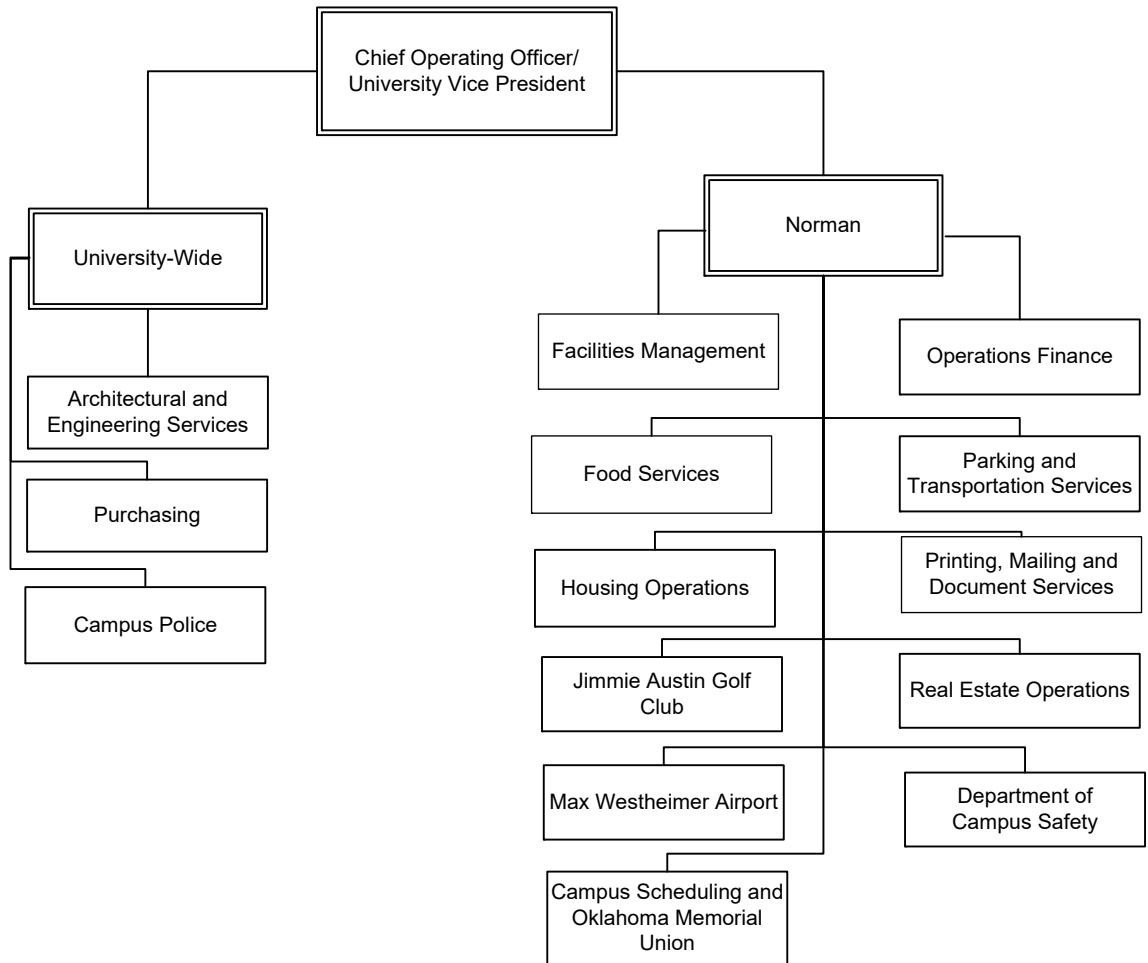 Chief Operating Officer/
University Vice President
University-Wide
Norman
Architectural and
Engineering Services
Purchasing
Campus Police
Facilities Management
Operations Finance
Food Services
Parking and
Transportation Services
Housing Operations
Printing, Mailing and
Document Services
Jimmie Austin Golf
Club
Real Estate Operations
Max Westheimer Airport
Department of
Campus Safety
Campus Scheduling and
Oklahoma Memorial
Union